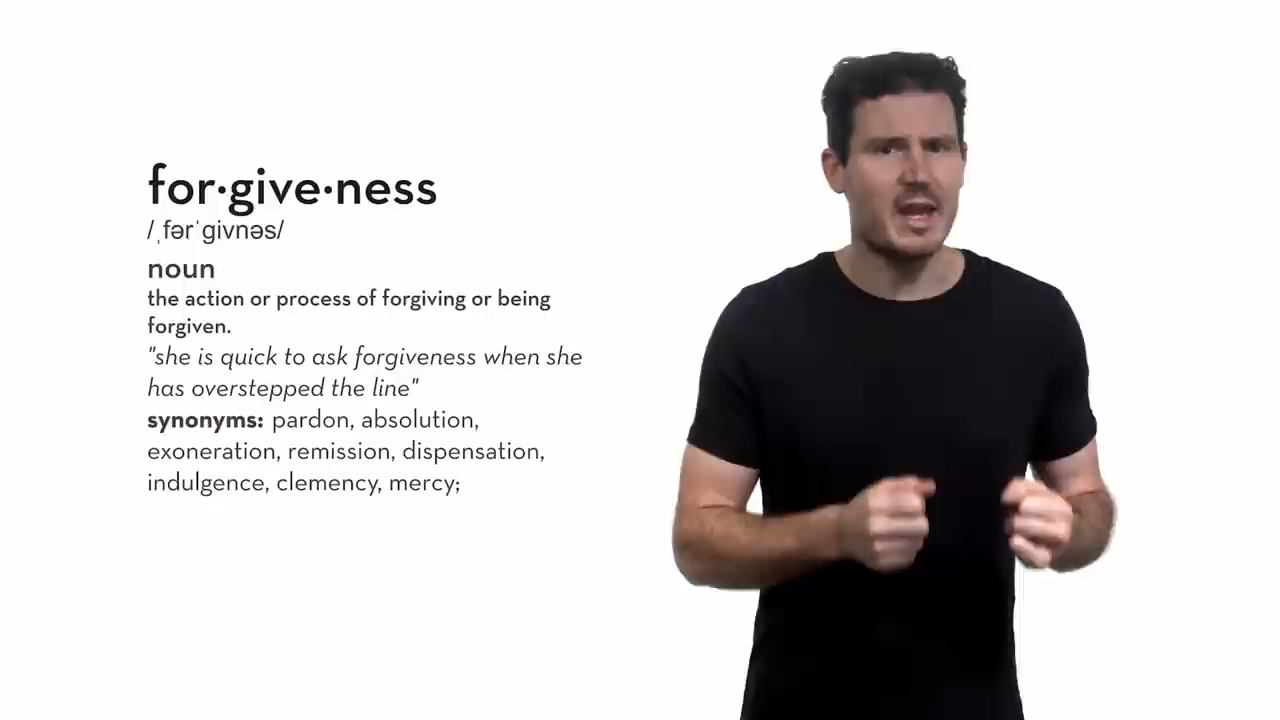 for·give·ness
/ˌfərˈɡivnəs/
noun
the action or process of forgiving or being
forgiven.
"she is quick to ask forgiveness when she
has overstepped the line"
synonyms: pardon, absolution,
exoneration, remission, dispensation,
indulgence, clemency, mercy;